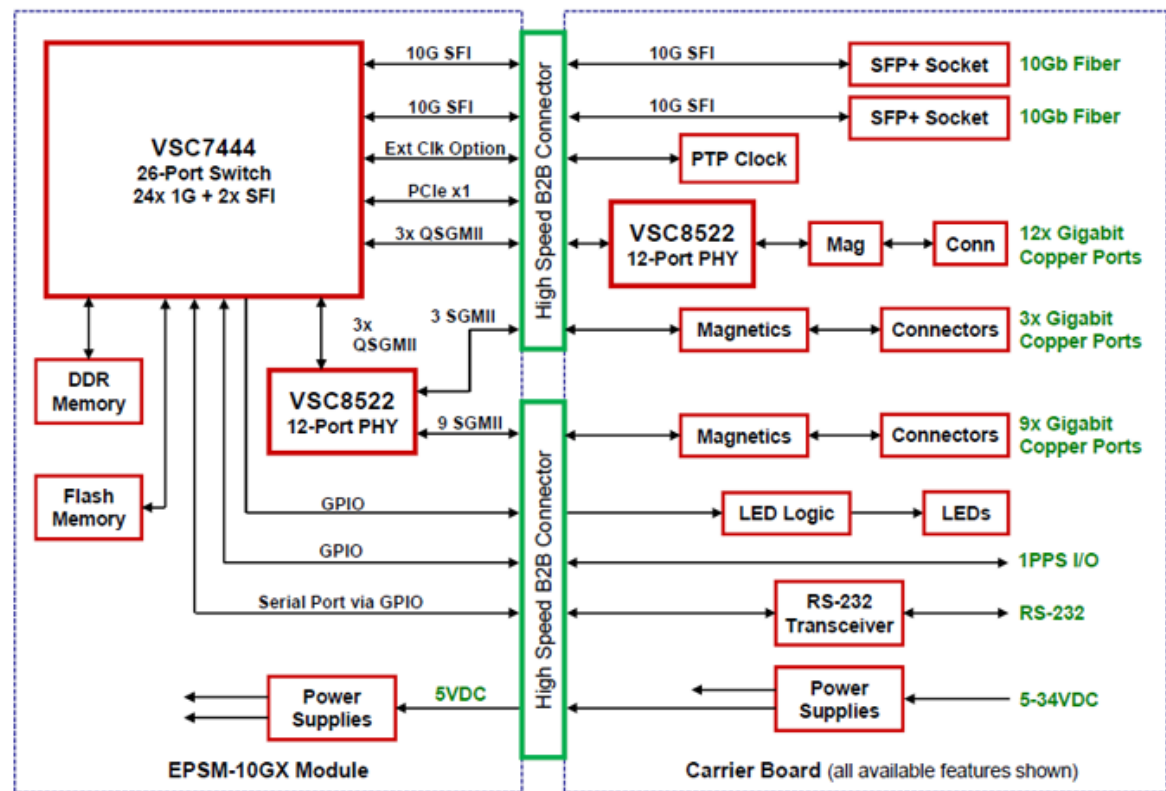 10G SFI
10G SFI
SFP+ Socket
10Gb Fiber
VSC7444
26-Port Switch
24x 1G + 2x SFI
10G SFI
10G SFI
SFP+ Socket
10Gb Fiber
Ext Clk Option
PTP Clock
PCIe x1
3x QSGMII
High Speed B2B Connector
VSC8522
12-Port PHY
Mag
Conn
12x Gigabit
Copper Ports
3x
QSGMII
3 SGMII
Magnetics
Connectors
3x Gigabit
Copper Ports
DDR
Memory
VSC8522
12-Port PHY
9 SGMII
High Speed B2B Connector
Magnetics
Connectors
9x Gigabit
Copper Ports
Flash
Memory
GPIO
LED Logic
LEDs
GPIO
1PPS I/O
Serial Port via GPIO
RS-232
Transceiver
RS-232
Power
Supplies
5VDC
Power
Supplies
5-34VDC
EPSM-10GX Module
Carrier Board (all available features shown)